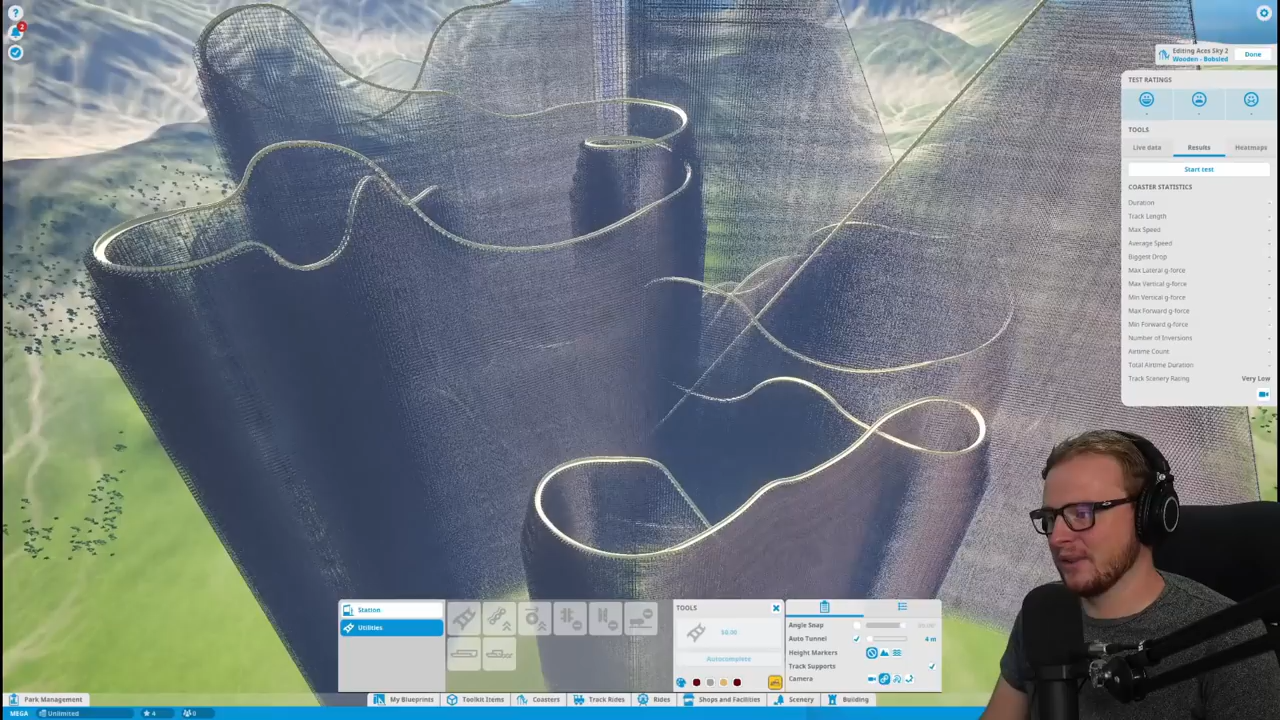 ?
2
Editing Aces Sky 2
Wooden - Bobsled
Done
TEST RATINGS
-
-
-
TOOLS
Live data
Results
Heatmaps
Start test
COASTER STATISTICS
Duration -
Track Length -
Max Speed -
Average Speed -
Biggest Drop -
Max Lateral g-force -
Max Vertical g-force -
Min Vertical g-force -
Max Forward g-force -
Min Forward g-force -
Number of Inversions -
Airtime Count -
Total Airtime Duration -
Track Scenery Rating Very Low
Station
Utilities
TOOLS
Autocomplete
Angle Snap
Auto Tunnel 4 m
Height Markers
Track Supports
Camera
Park Management
My Blueprints
Toolkit Items
Coasters
Track Rides
Rides
Shops and Facilities
Scenery
Building
MEGA
Unlimited
4
0